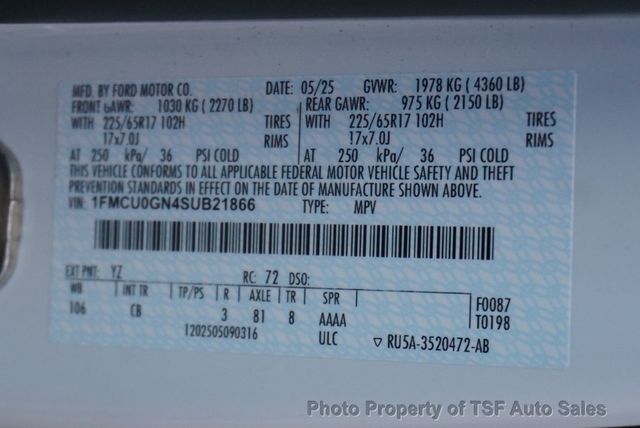 MFD. BY FORD MOTOR CO. DATE: 05/25 GVWR: 1978 KG ( 4360 LB)
FRONT GAWR: 1030 KG ( 2270 LB) REAR GAWR: 975 KG ( 2150 LB)
WITH 225/65R17 102H TIRES WITH 225/65R17 102H TIRES
17x7.0J RIMS 17x7.0J RIMS
AT 250 kPa/ 36 PSI COLD AT 250 kPa/ 36 PSI COLD
THIS VEHICLE CONFORMS TO ALL APPLICABLE FEDERAL MOTOR VEHICLE SAFETY AND THEFT
PREVENTION STANDARDS IN EFFECT ON THE DATE OF MANUFACTURE SHOWN ABOVE.
VIN: 1FMCU0GN4SUB21866 TYPE: MPV
EXT PNT: YZ RC: 72 DSO:
WB INT TR TP/PS R AXLE TR SPR F0087
106 CB 3 81 8 AAAA T0198
1202505090316 ULC ▽ RU5A-3520472-AB
Photo Property of TSF Auto Sales